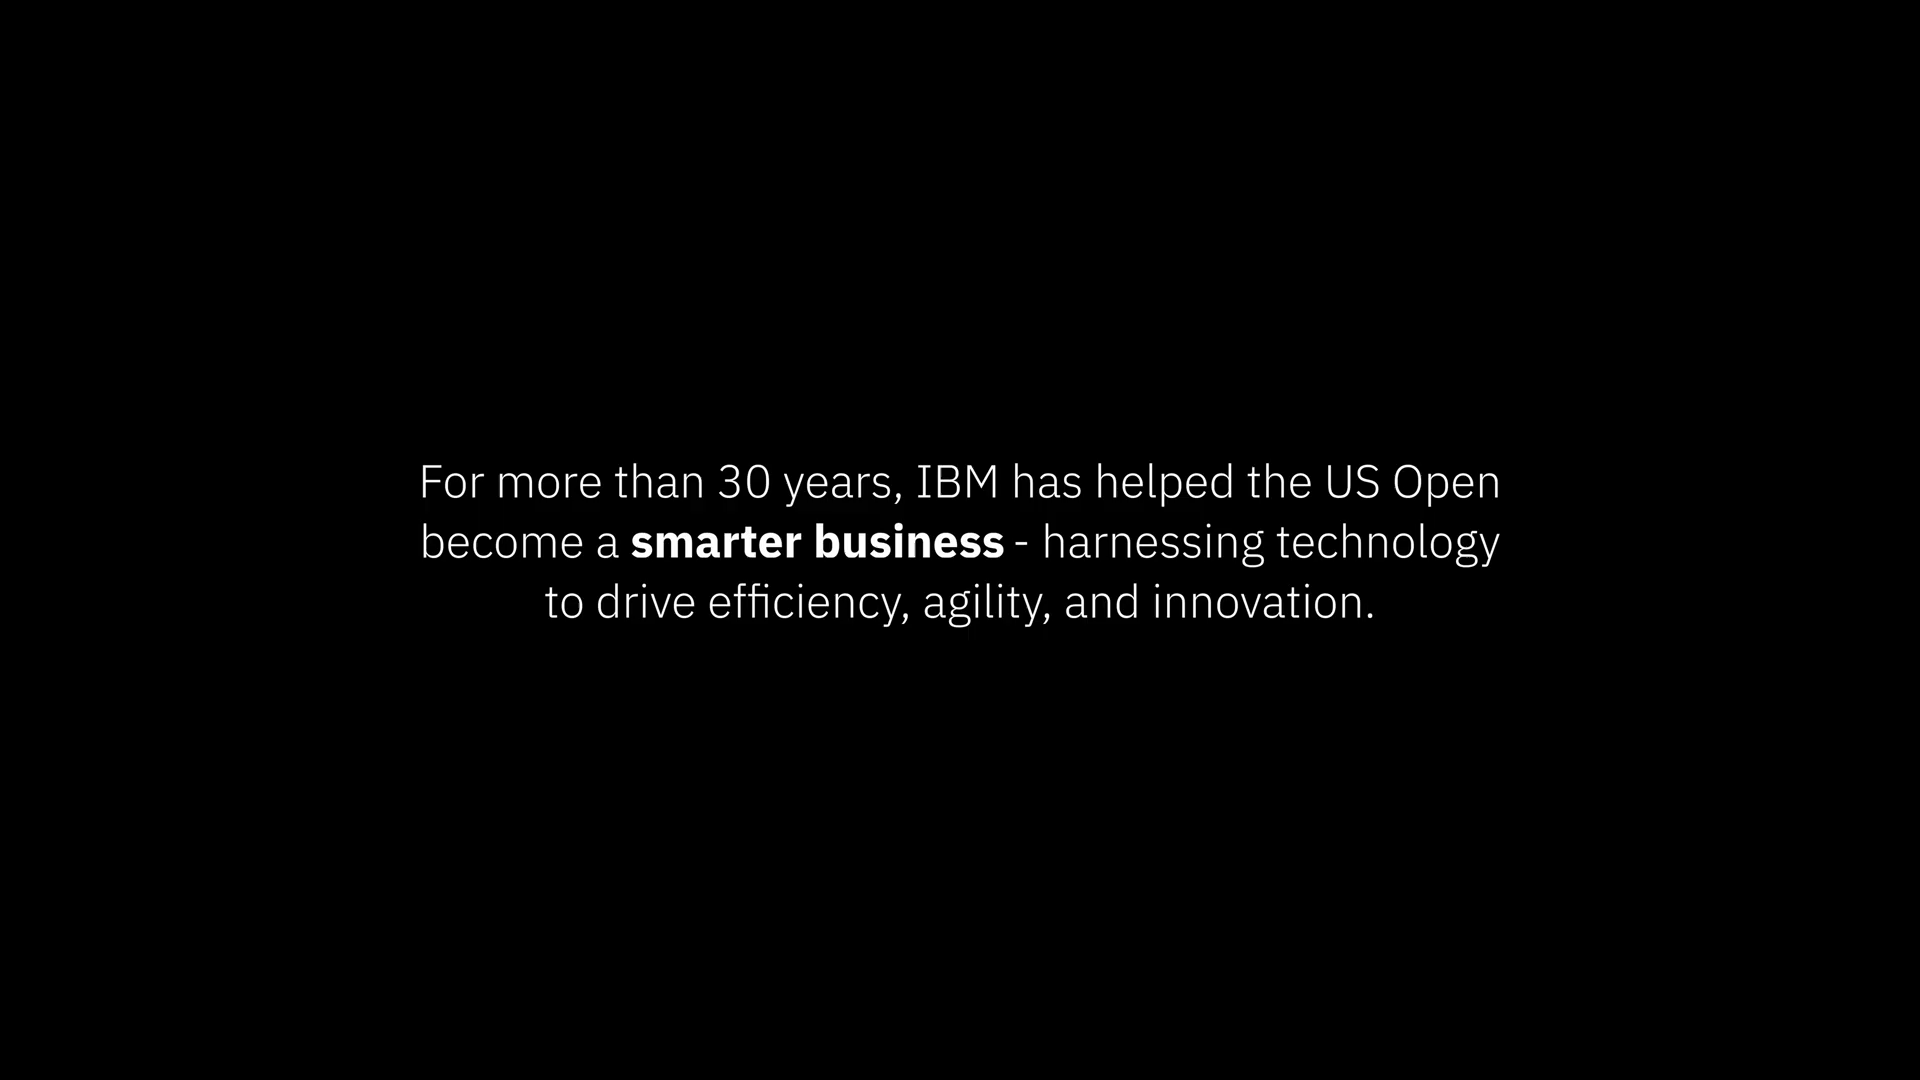 For more than 30 years, IBM has helped the US Open
become a smarter business - harnessing technology
to drive efficiency, agility, and innovation.